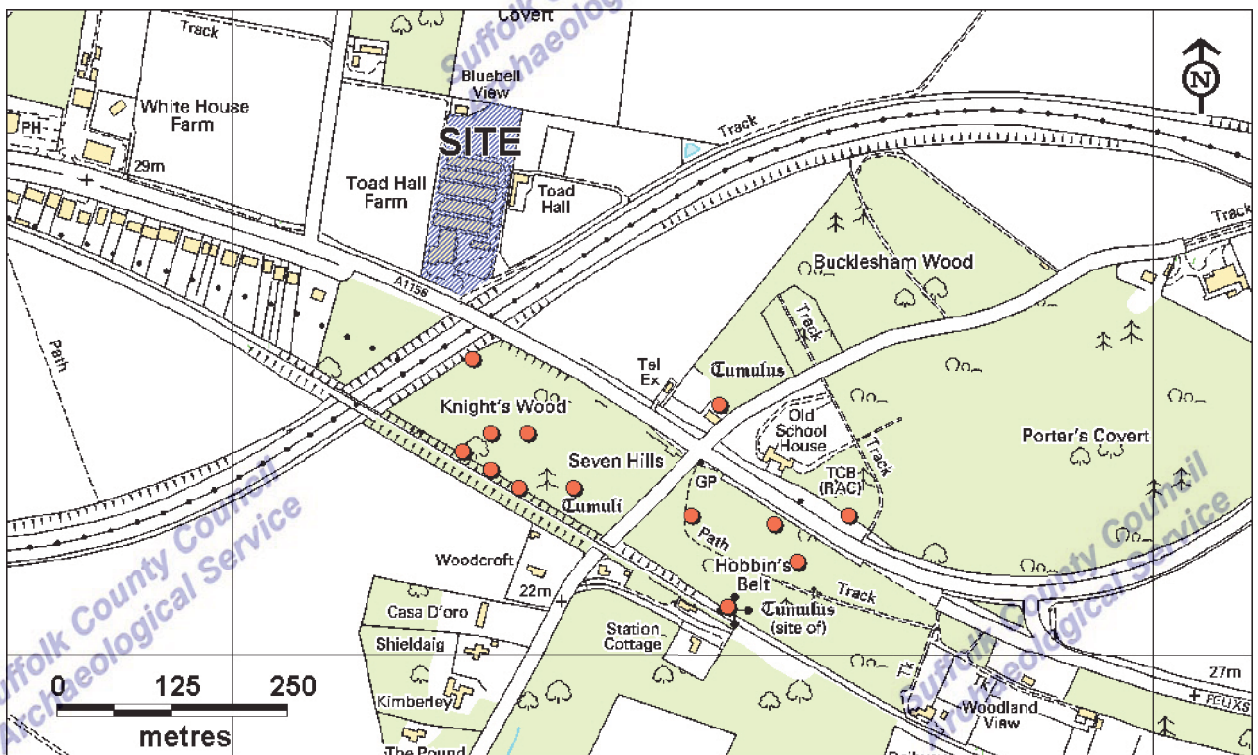 Covert
Track
Bluebell
View
White House
Farm
PH
SITE
Track
29m
Toad Hall
Farm
Toad
Hall
Track
Bucklesham Wood
A1156
Track
Path
Tel
Ex
Tumulus
Knight's Wood
Old
School
House
Porter's Covert
Seven Hills
TCB
(RAC)
Track
GP
Tumuli
Path
Woodcroft
Hobbin's
Belt
22m
Track
Casa D'oro
Tumulus
(site of)
Station
Cottage
Shieldaig
27m
Kimberley
Woodland
View
The Pound
0 125 250
metres
N
Suffolk County Council
Archaeological Service
Suffolk County Council
Archaeological Service